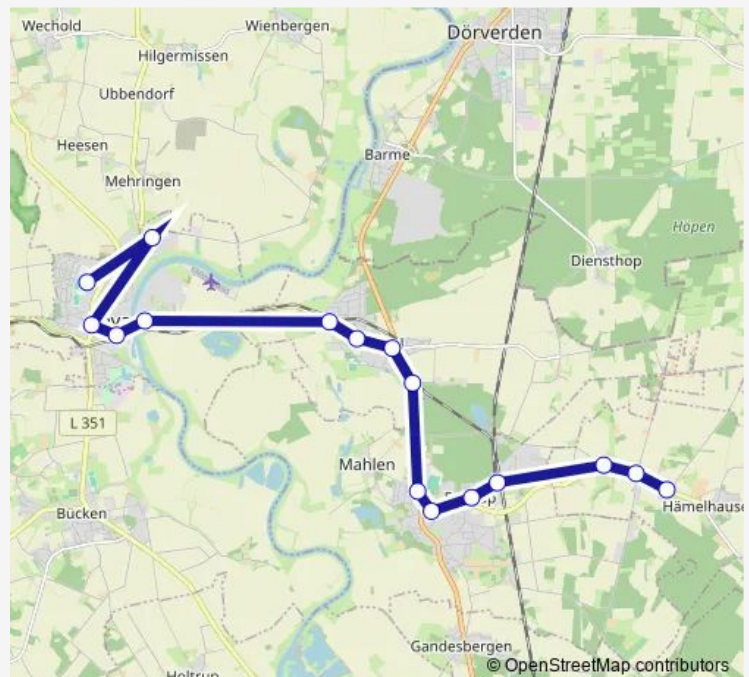 Wechold
Wienbergen
Dörverden
Hilgermissen
Ubbendorf
Heesen
Barme
Mehringen
Höpen
Diensthop
L 351
Mahlen
Bücken
Hämelhause
Gandesbergen
© OpenStreetMap contributors